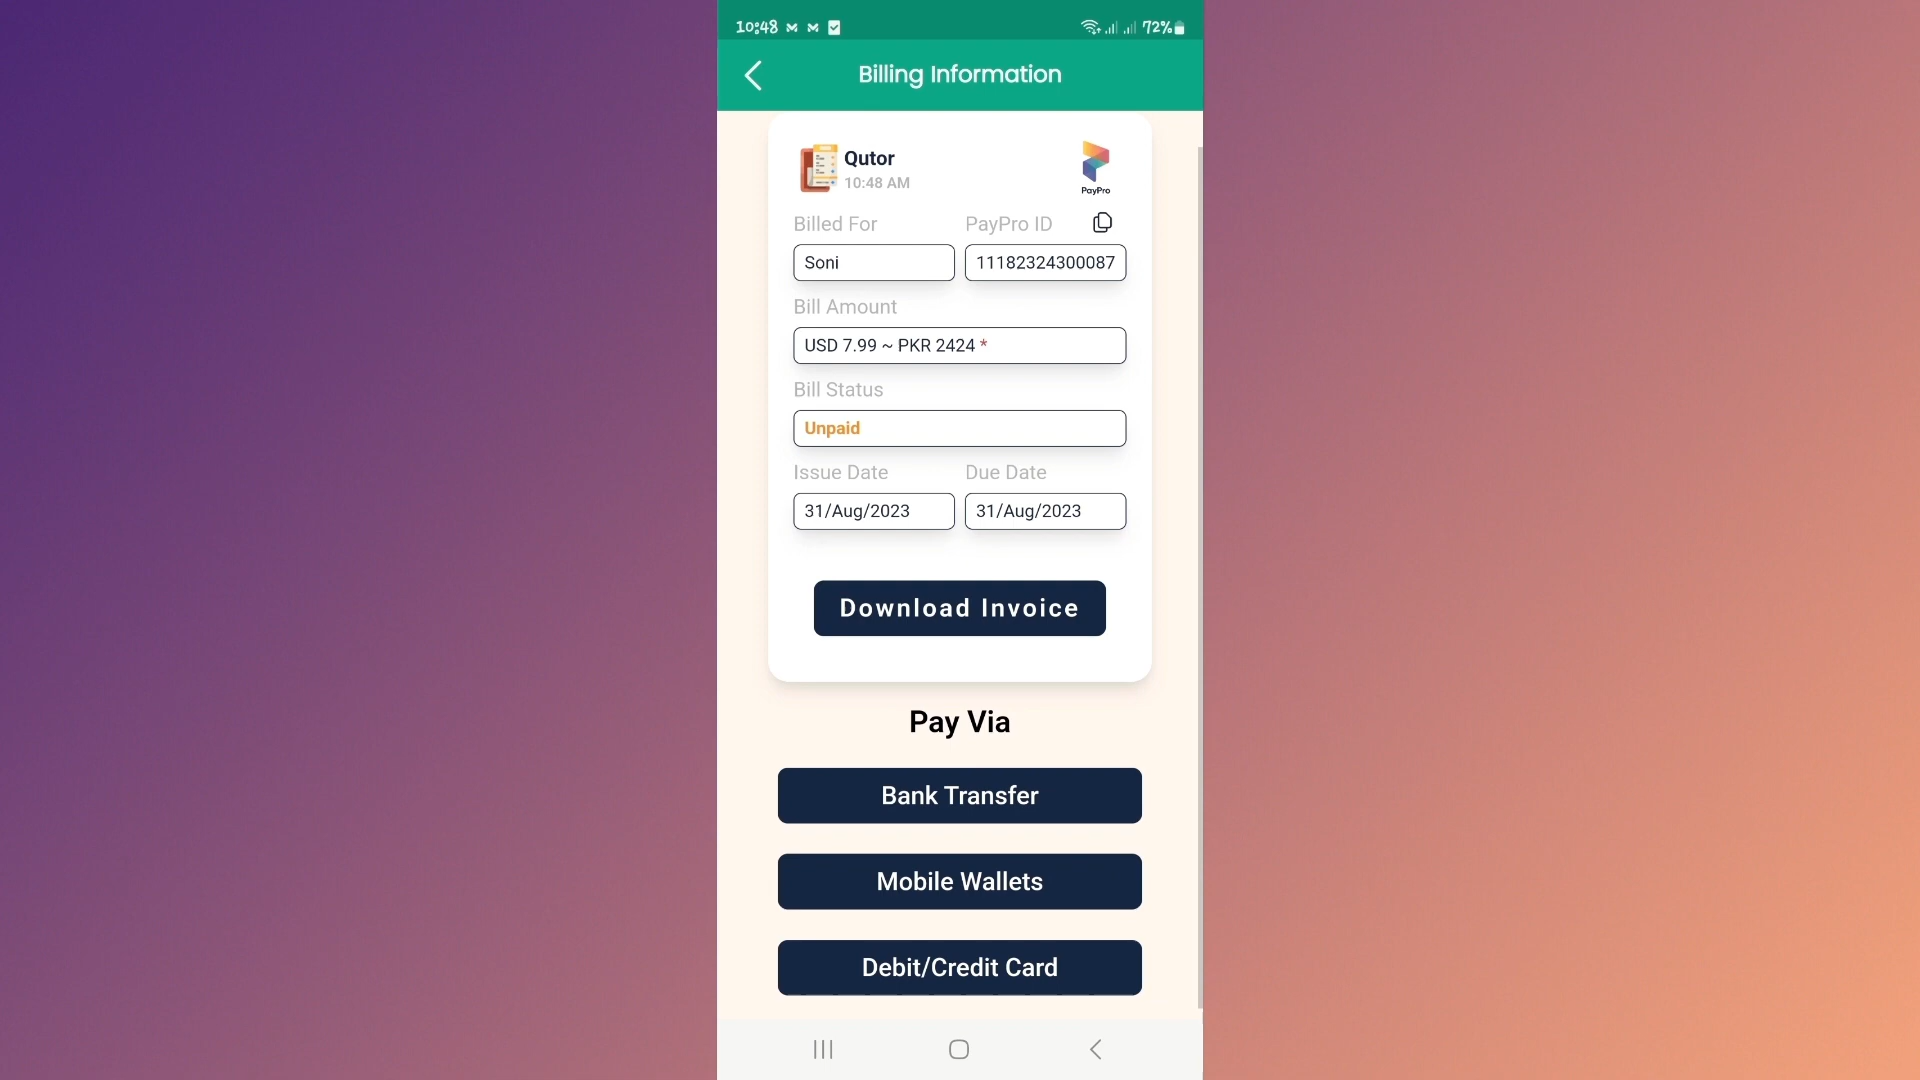 10:48
72%
Billing Information
Qutor
10:48 AM
PayPro
Billed For
PayPro ID
Soni
11182324300087
Bill Amount
USD 7.99 ~ PKR 2424 *
Bill Status
Unpaid
Issue Date
Due Date
31/Aug/2023
31/Aug/2023
Download Invoice
Pay Via
Bank Transfer
Mobile Wallets
Debit/Credit Card